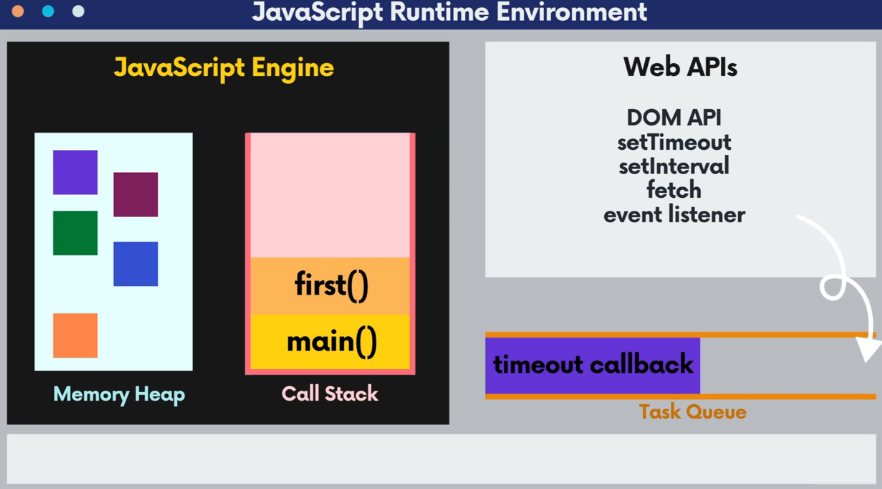 JavaScript Runtime Environment
JavaScript Engine
Memory Heap
first()
main()
Call Stack
Web APIs
DOM API
setTimeout
setInterval
fetch
event listener
timeout callback
Task Queue